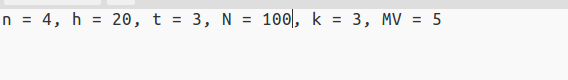 n = 4, h = 20, t = 3, N = 100, k = 3, MV = 5